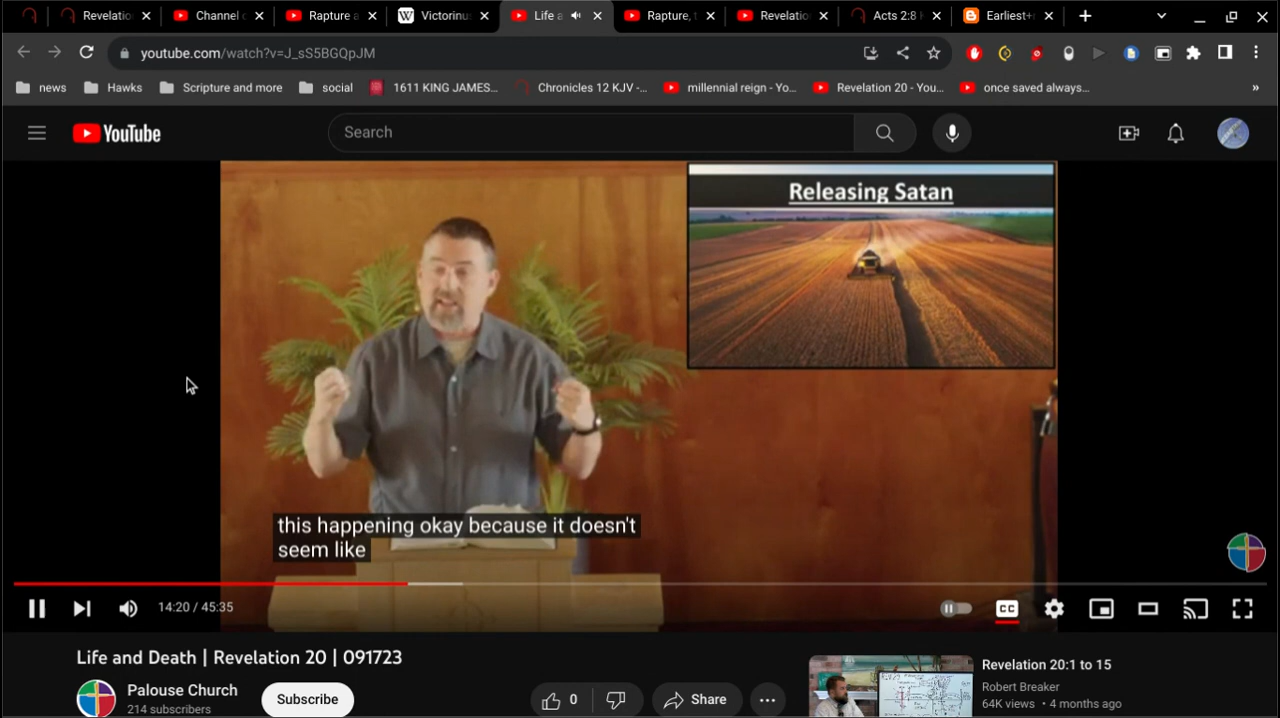 Revelatio
Channel
Rapture a
W Victorinus
Life a
Rapture, t
Revelatio
Acts 2:8
Earliest+
youtube.com/watch?v=J_sS5BGQpJM
news
Hawks
Scripture and more
social
1611 KING JAMES...
Chronicles 12 KJV -...
millennial reign - Yo...
Revelation 20 - You...
once saved always...
»
YouTube
Search
Releasing Satan
this happening okay because it doesn't
seem like
14:20 / 45:35
CC
Life and Death | Revelation 20 | 091723
Palouse Church
214 subscribers
Subscribe
0
Share
Revelation 20:1 to 15
Robert Breaker
64K views • 4 months ago